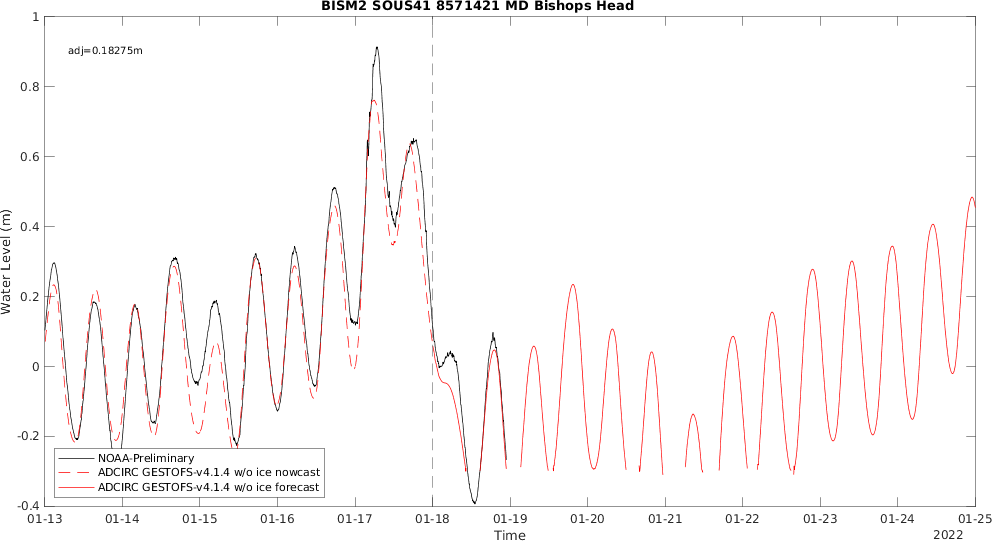 BISM2 SOUS41 8571421 MD Bishops Head
adj=0.18275m
Water Level (m)
1
0.8
0.6
0.4
0.2
0
-0.2
-0.4
NOAA-Preliminary
ADCIRC GESTOFS-v4.1.4 w/o ice nowcast
ADCIRC GESTOFS-v4.1.4 w/o ice forecast
01-13 01-14 01-15 01-16 01-17 01-18 01-19 01-20 01-21 01-22 01-23 01-24 01-25
Time
2022